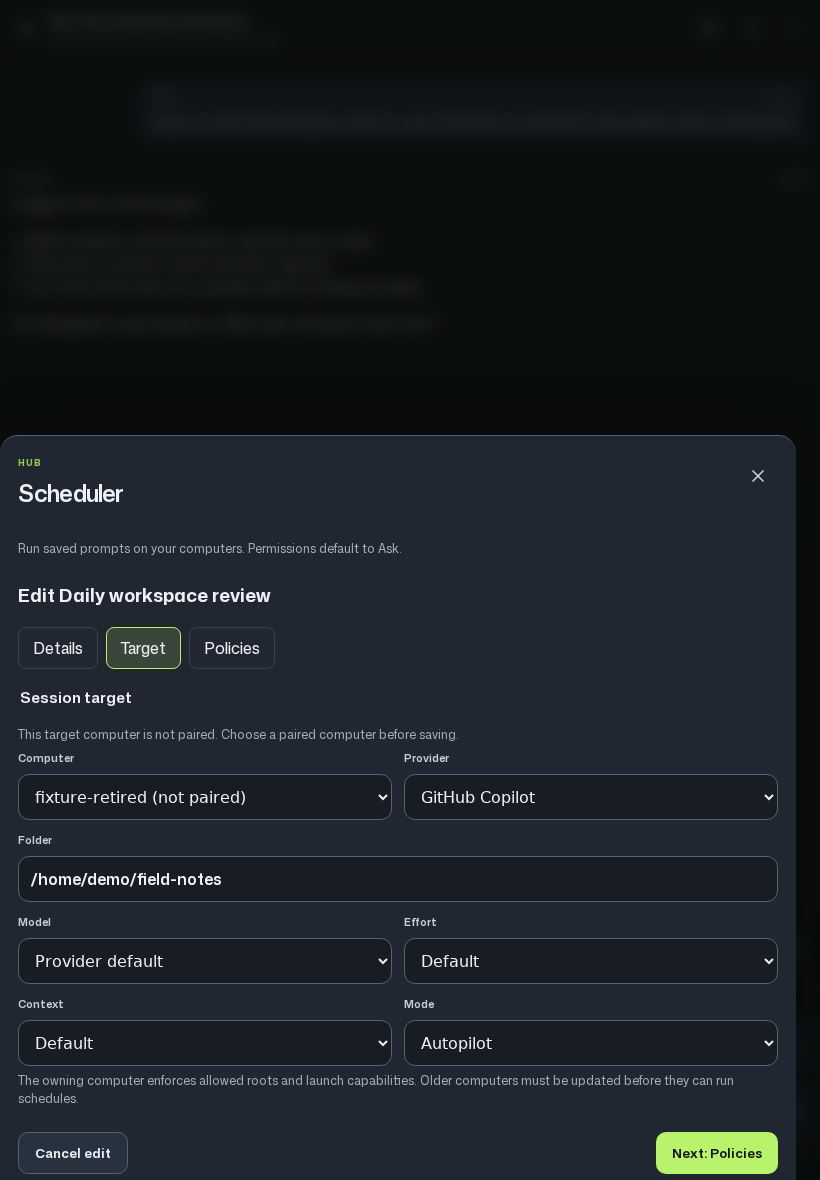 HUB
Scheduler
Run saved prompts on your computers. Permissions default to Ask.
Edit Daily workspace review
Details
Target
Policies
Session target
This target computer is not paired. Choose a paired computer before saving.
Computer
Provider
fixture-retired (not paired)
GitHub Copilot
Folder
/home/demo/field-notes
Model
Effort
Provider default
Default
Context
Mode
Default
Autopilot
The owning computer enforces allowed roots and launch capabilities. Older computers must be updated before they can run
schedules.
Cancel edit
Next: Policies